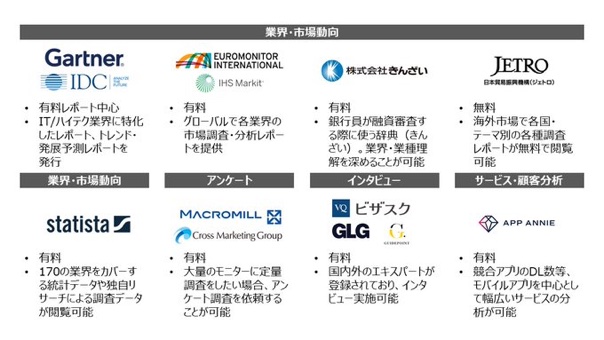 業界・市場動向
Gartner
IDC ANALYZE THE FUTURE
• 有料レポート中心
• IT/ハイテク業界に特化
したレポート、トレンド・
発展予測レポートを
発行
EUROMONITOR
INTERNATIONAL
IHS Markit
• 有料
• グローバルで各業界の
市場調査・分析レポー
トを提供
株式会社きんざい
• 有料
• 銀行員が融資審査す
る際に使う辞典（きん
ざい）。業界・業種理
解を深めることが可能
JETRO
日本貿易振興機構(ジェトロ)
• 無料
• 海外市場で各国・
テーマ別の各種調査
レポートが無料で閲覧
可能
業界・市場動向
statista
• 有料
• 170の業界をカバーす
る統計データや独自リ
サーチによる調査データ
が閲覧可能
アンケート
MACROMILL
Cross Marketing Group
• 有料
• 大量のモニターに定量
調査をしたい場合、アン
ケート調査を依頼する
ことが可能
インタビュー
VQ ビザスク
GLG
G.
GUIDEPOINT
• 有料
• 国内外のエキスパートが
登録されており、インタ
ビュー実施可能
サービス・顧客分析
APP ANNIE
• 有料
• 競合アプリのDL数等、
モバイルアプリを中心とし
て幅広いサービスの分
析が可能